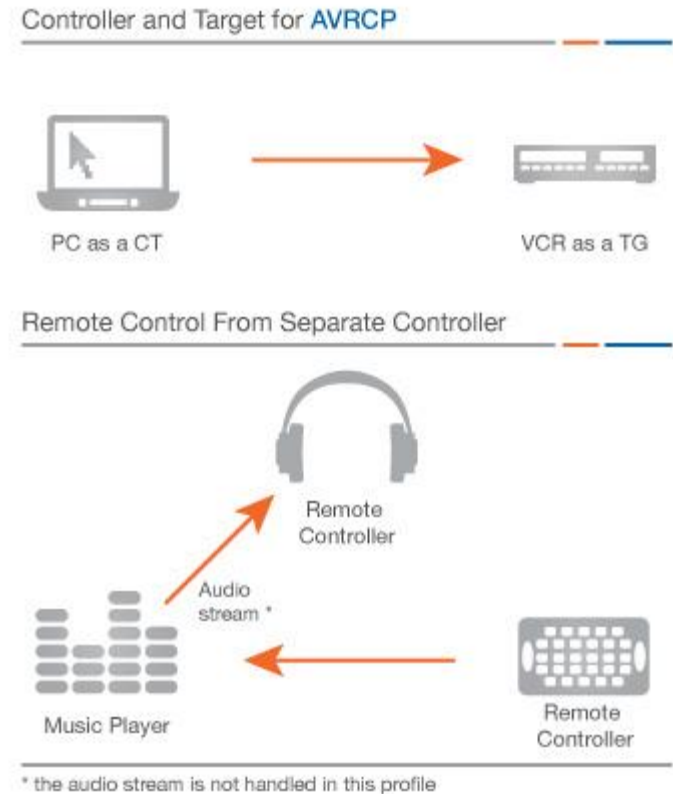 Controller and Target for AVRCP
PC as a CT
VCR as a TG
Remote Control From Separate Controller
Remote
Controller
Audio
stream *
Music Player
Remote
Controller
* the audio stream is not handled in this profile